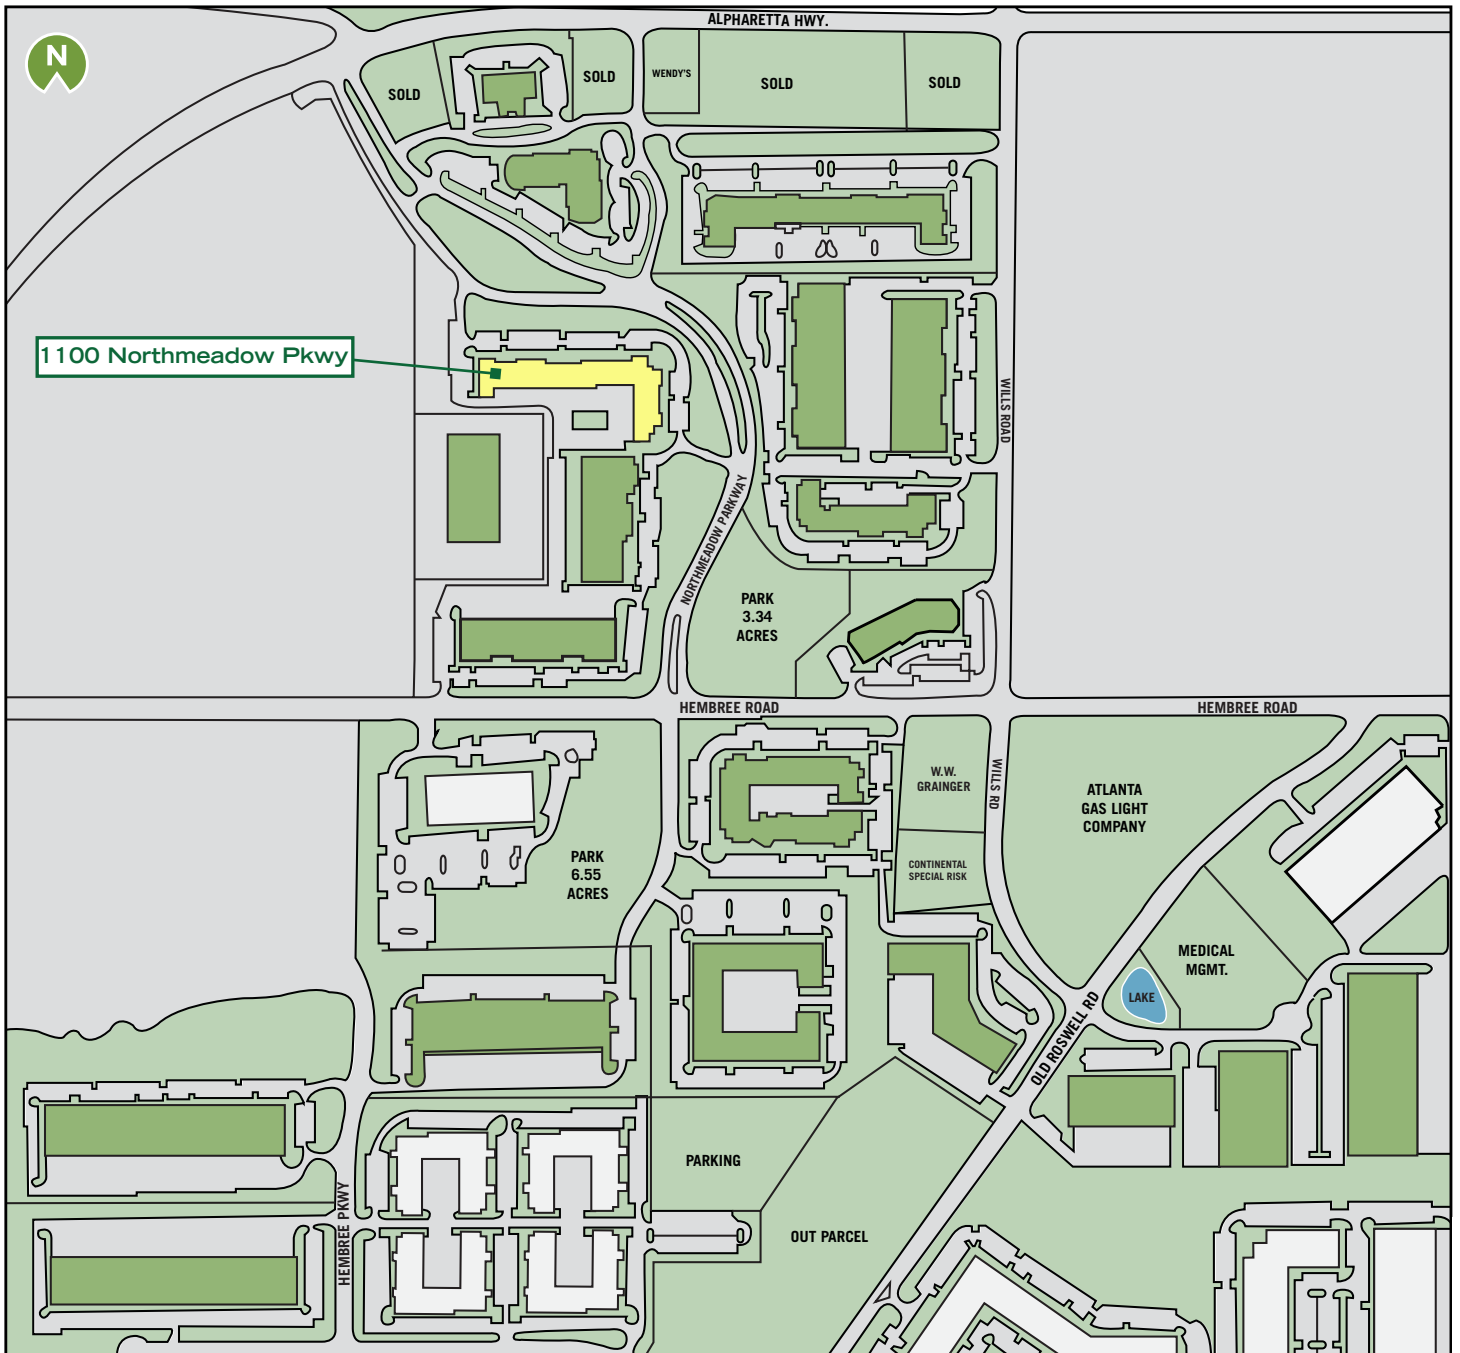 ALPHARETTA HWY.
N
SOLD
SOLD
WENDY'S
SOLD
SOLD
1100 Northmeadow Pkwy
WILLS ROAD
NORTHMEADOW PARKWAY
PARK
3.34
ACRES
HEMBREE ROAD
HEMBREE ROAD
W.W.
GRAINGER
WILLS RD
ATLANTA
GAS LIGHT
COMPANY
PARK
6.55
ACRES
CONTINENTAL
SPECIAL RISK
MEDICAL
MGMT.
LAKE
OLD ROSWELL RD
PARKING
HEMBREE PKWY
OUT PARCEL